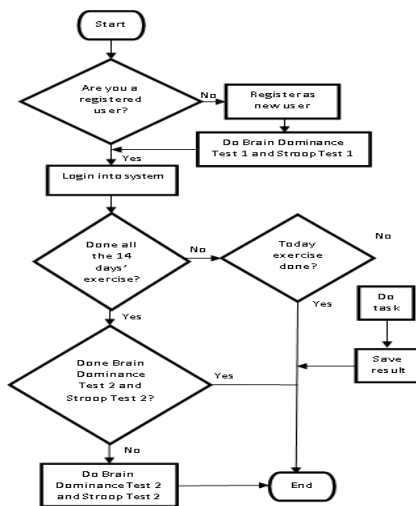 Start
Are you a
registered
user?
No
Register as
new user
Do Brain Dominance
Test 1 and Stroop Test 1
Yes
Login into system
Done all
the 14
days'
exercise?
No
Today
exercise
done?
No
Yes
Yes
Do
task
Save
result
Done Brain
Dominance
Test 2 and
Stroop Test 2?
Yes
No
Do Brain
Dominance Test 2
and Stroop Test 2
End